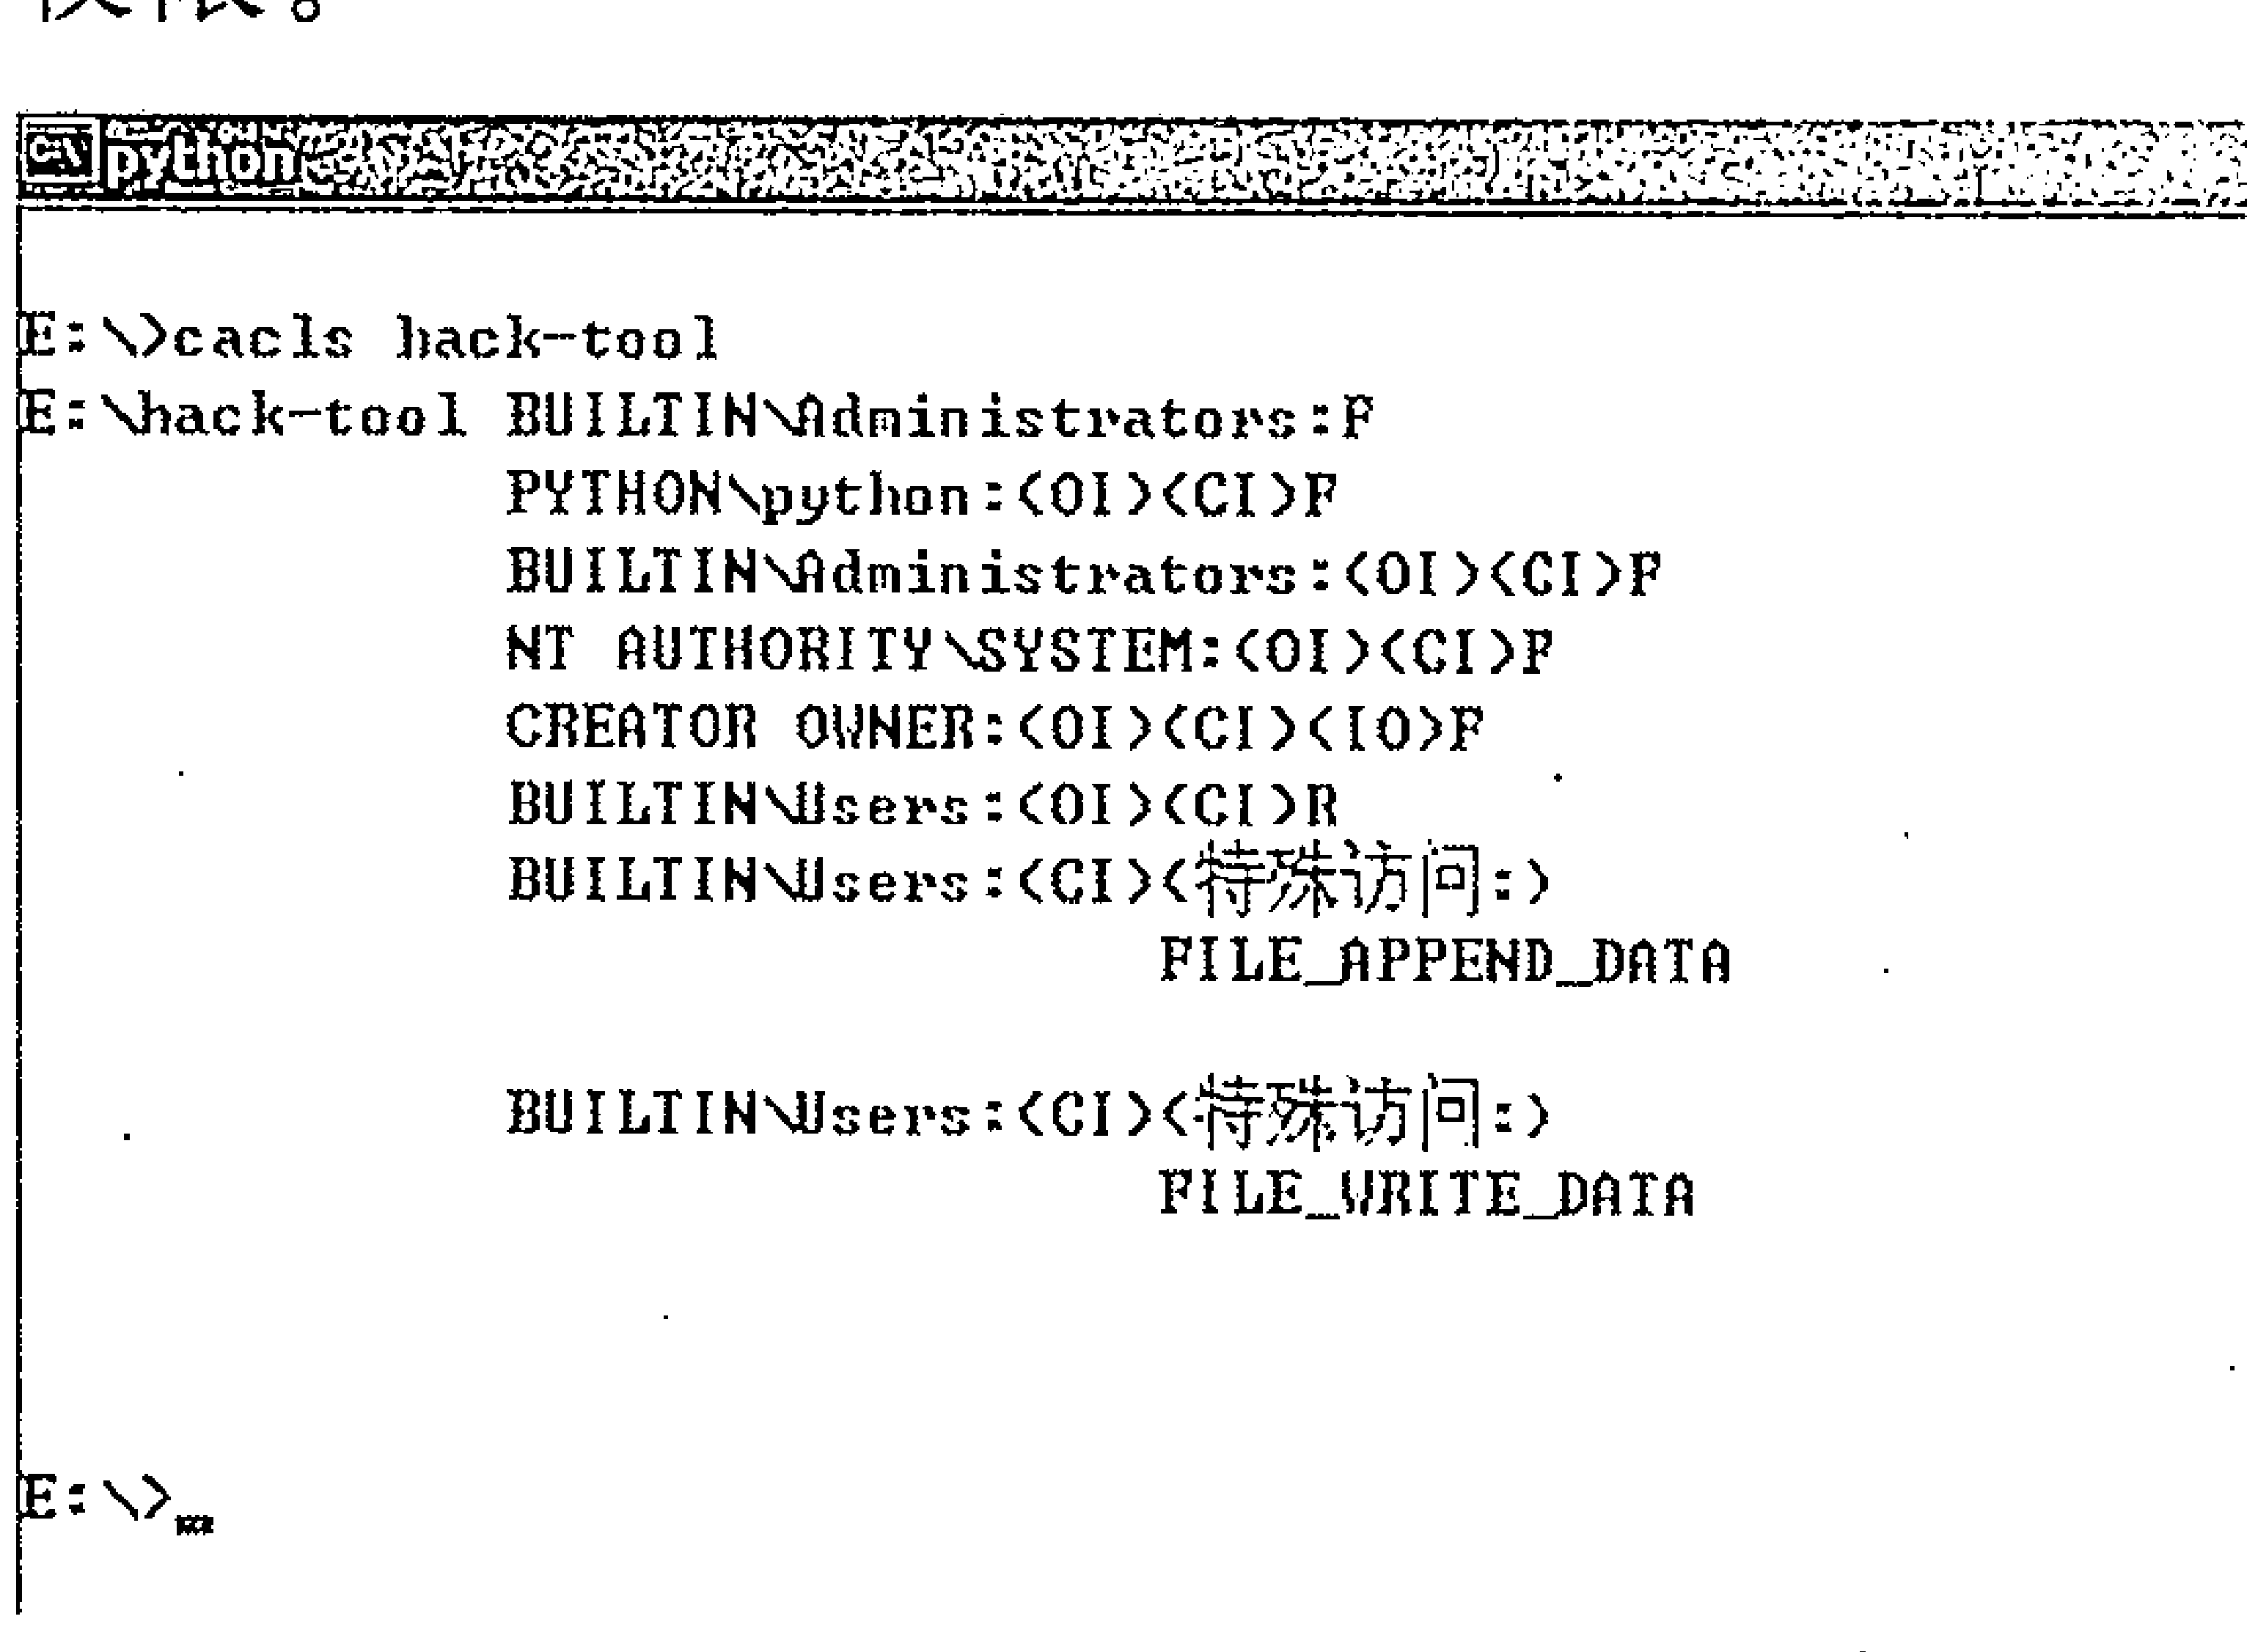 限。
python
E:\>cacls hack-tool
E:\hack-tool BUILTIN\Administrators:F
PYTHON\python:(OI)(CI)F
BUILTIN\Administrators:(OI)(CI)F
NT AUTHORITY\SYSTEM:(OI)(CI)F
CREATOR OWNER:(OI)(CI)(IO)F
BUILTIN\Users:(OI)(CI)R
BUILTIN\Users:(CI)(特殊访问:)
FILE_APPEND_DATA
BUILTIN\Users:(CI)(特殊访问:)
FILE_WRITE_DATA
E:\>_